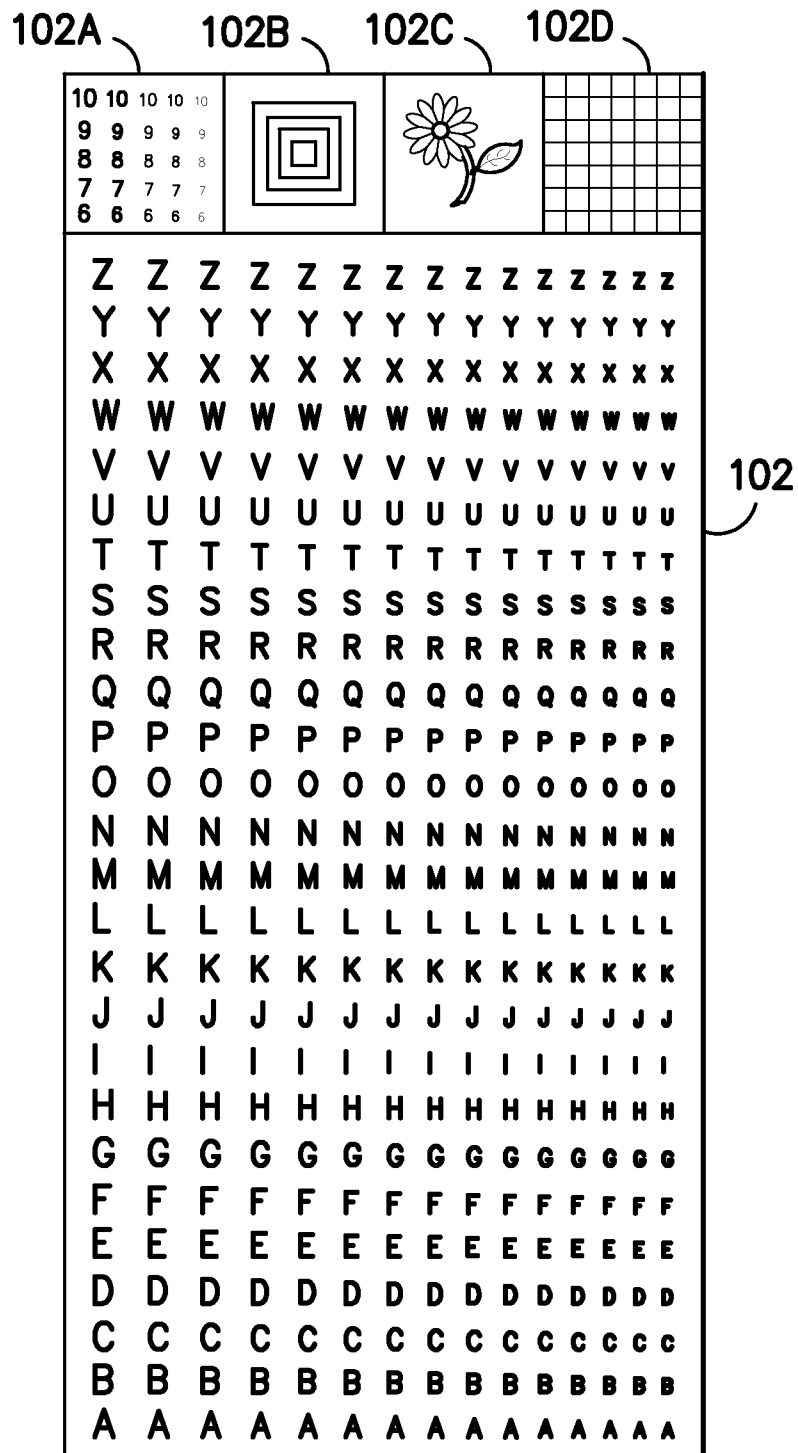 102A 102B 102C 102D
10 10 10 10 10
9 9 9 9 9
8 8 8 8 8
7 7 7 7 7
6 6 6 6 6
Z Z Z Z Z Z Z Z Z Z Z Z Z Z Z
Y Y Y Y Y Y Y Y Y Y Y Y Y Y Y
X X X X X X X X X X X X X X X
W W W W W W W W W W W W W W W
V V V V V V V V V V V V V V V
102
U U U U U U U U U U U U U U U
T T T T T T T T T T T T T T T
S S S S S S S S S S S S S S S
R R R R R R R R R R R R R R R
Q Q Q Q Q Q Q Q Q Q Q Q Q Q Q
P P P P P P P P P P P P P P P
O O O O O O O O O O O O O O O
N N N N N N N N N N N N N N N
M M M M M M M M M M M M M M M
L L L L L L L L L L L L L L L
K K K K K K K K K K K K K K K
J J J J J J J J J J J J J J J
I I I I I I I I I I I I I I I
H H H H H H H H H H H H H H H
G G G G G G G G G G G G G G G
F F F F F F F F F F F F F F F
E E E E E E E E E E E E E E E
D D D D D D D D D D D D D D D
C C C C C C C C C C C C C C C
B B B B B B B B B B B B B B B
A A A A A A A A A A A A A A A